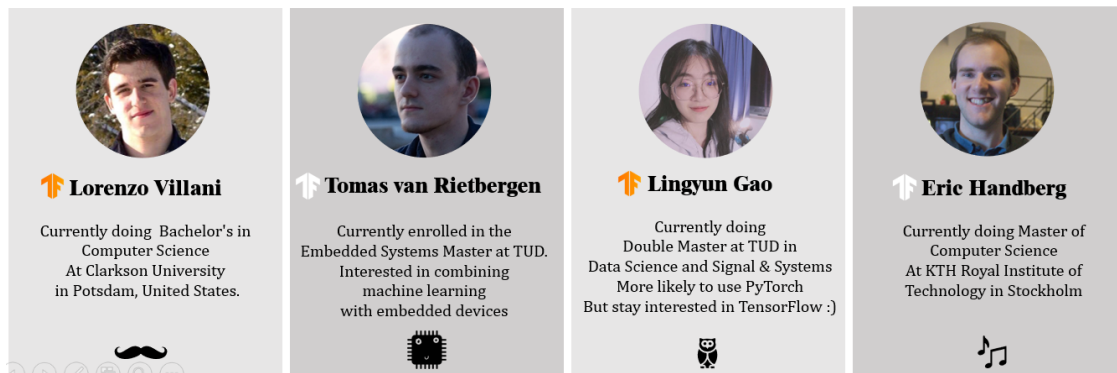 Lorenzo Villani
Currently doing Bachelor's in
Computer Science
At Clarkson University
in Potsdam, United States.
Tomas van Rietbergen
Currently enrolled in the
Embedded Systems Master at TUD.
Interested in combining
machine learning
with embedded devices
Lingyun Gao
Currently doing
Double Master at TUD in
Data Science and Signal & Systems
More likely to use PyTorch
But stay interested in TensorFlow :)
Eric Handberg
Currently doing Master of
Computer Science
At KTH Royal Institute of
Technology in Stockholm